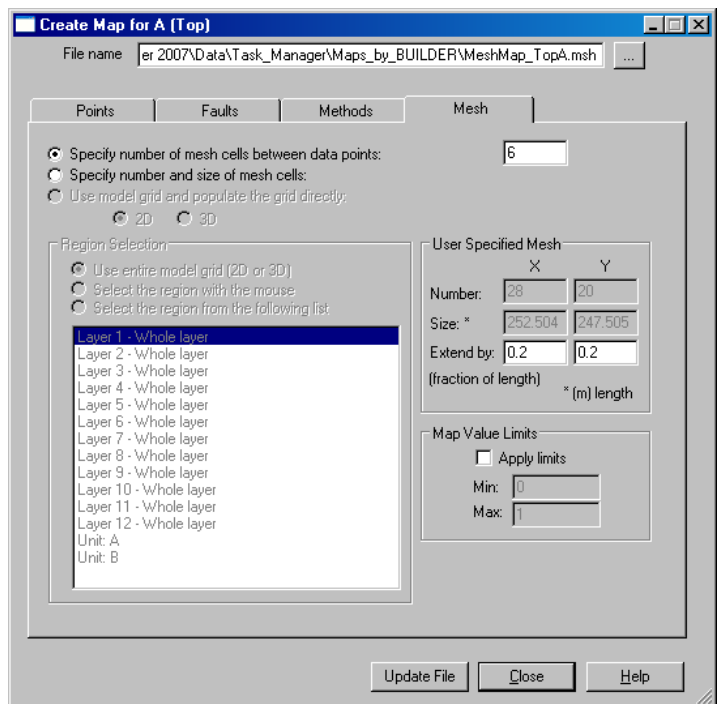 Create Map for A (Top)
File name er 2007\Data\Task_Manager\Maps_by_BUILDER\MeshMap_TopA.msh ...
Points Faults Methods Mesh
Specify number of mesh cells between data points: 6
Specify number and size of mesh cells:
Use model grid and populate the grid directly:
2D 3D
Region Selection
Use entire model grid (2D or 3D)
Select the region with the mouse
Select the region from the following list
Layer 1 - Whole layer
Layer 2 - Whole layer
Layer 3 - Whole layer
Layer 4 - Whole layer
Layer 5 - Whole layer
Layer 6 - Whole layer
Layer 7 - Whole layer
Layer 8 - Whole layer
Layer 9 - Whole layer
Layer 10 - Whole layer
Layer 11 - Whole layer
Layer 12 - Whole layer
Unit: A
Unit: B
User Specified Mesh
X Y
Number: 28 20
Size: * 252.504 247.505
Extend by: 0.2 0.2
(fraction of length)
* (m) length
Map Value Limits
Apply limits
Min: 0
Max: 1
Update File Close Help